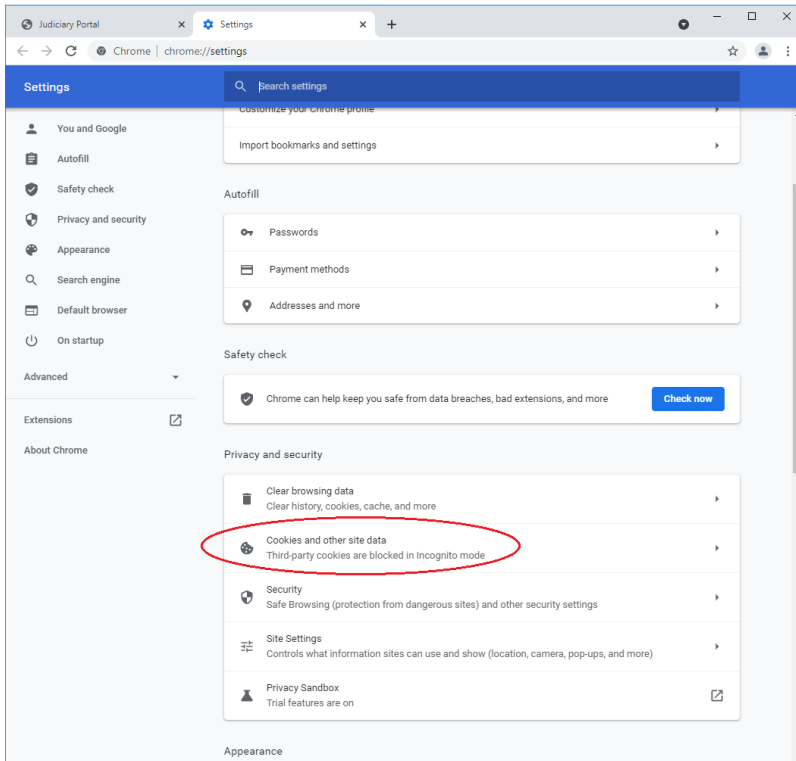 Judiciary Portal
Settings
Chrome | chrome://settings
Settings
Search settings
Customize your Chrome profile
Import bookmarks and settings
You and Google
Autofill
Safety check
Privacy and security
Appearance
Search engine
Default browser
On startup
Advanced
Extensions
About Chrome
Autofill
Passwords
Payment methods
Addresses and more
Safety check
Chrome can help keep you safe from data breaches, bad extensions, and more
Check now
Privacy and security
Clear browsing data
Clear history, cookies, cache, and more
Cookies and other site data
Third-party cookies are blocked in Incognito mode
Security
Safe Browsing (protection from dangerous sites) and other security settings
Site Settings
Controls what information sites can use and show (location, camera, pop-ups, and more)
Privacy Sandbox
Trial features are on
Appearance